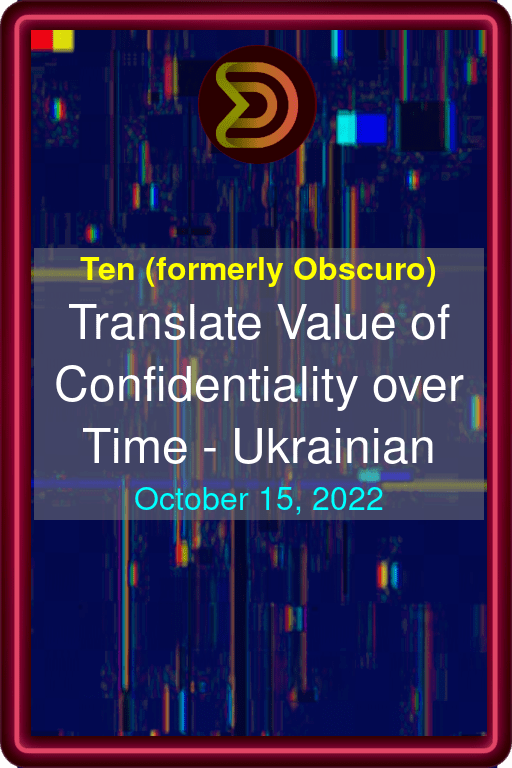 Ten (formerly Obscuro)
Translate Value of
Confidentiality over
Time - Ukrainian
October 15, 2022